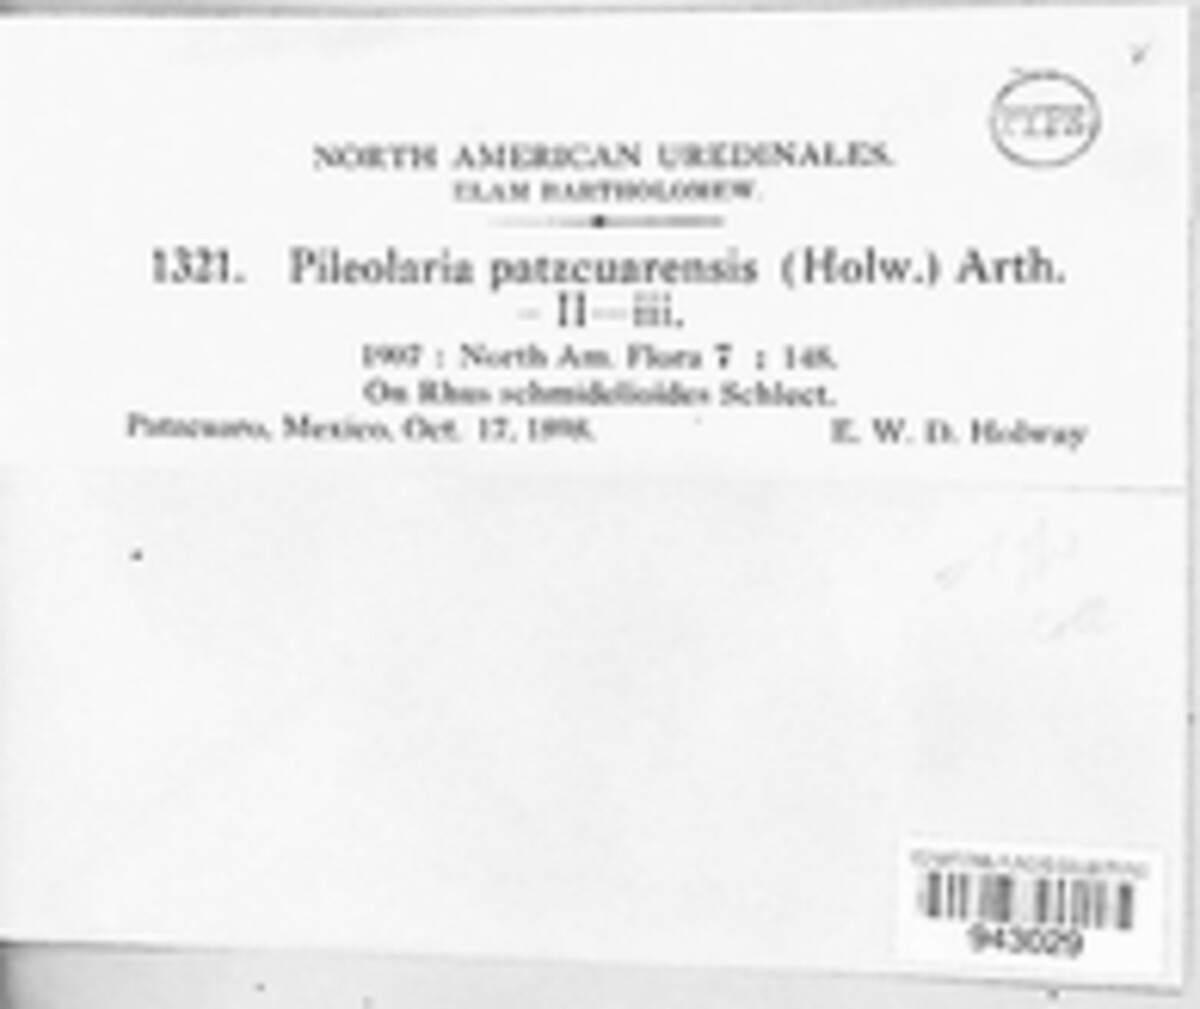 TYPE
NORTH AMERICAN UREDINALES.
ELAM BARTHOLOMEW.
1321. Pileolaria patzcuarensis (Holw.) Arth.
– II—iii.
1907 : North Am. Flora 7 : 148.
On Rhus schmidelioides Schlect.
Patzcuaro, Mexico, Oct. 17, 1898. E. W. D. Holway
943029